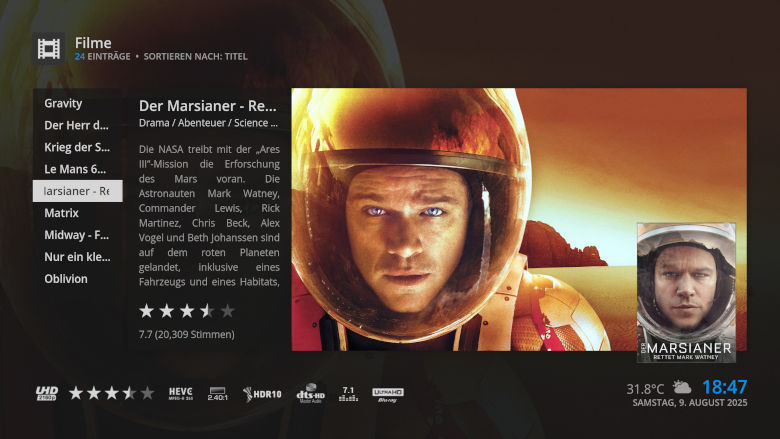 Filme
24 EINTRÄGE • SORTIEREN NACH: TITEL
Gravity
Der Herr d...
Krieg der S...
Le Mans 6...
larsianer - Re
Matrix
Midway - F...
Nur ein kle...
Oblivion
Der Marsianer - Re...
Drama / Abenteuer / Science ...
Die NASA treibt mit der „Ares
III"-Mission die Erforschung
des Mars voran. Die
Astronauten Mark Watney,
Commander Lewis, Rick
Martinez, Chris Beck, Alex
Vogel und Beth Johanssen sind
auf dem roten Planeten
gelandet, inklusive eines
Fahrzeugs und eines Habitats,
7.7 (20,309 Stimmen)
DER MARSIANER
RETTET MARK WATNEY
UHD
2160p
HEVC
MPEG-H 265
2.40:1
HDR10
dts-HD
Master Audio
7.1
ULTRA HD
Blu-ray
31.8°C 18:47
SAMSTAG, 9. AUGUST 2025